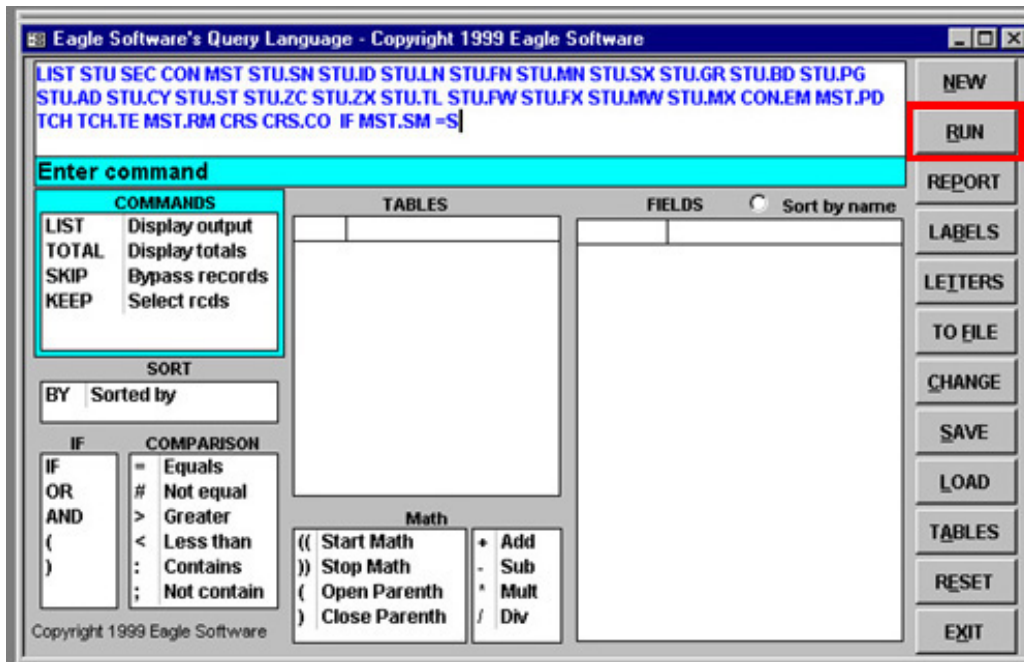 Eagle Software's Query Language - Copyright 1999 Eagle Software
LIST STU SEC CON MST STU.SN STU.ID STU.LN STU.FN STU.MN STU.SX STU.GR STU.BD STU.PG
STU.AD STU.CY STU.ST STU.ZC STU.ZX STU.TL STU.FW STU.FX STU.MW STU.MX CON.EM MST.PD
TCH TCH.TE MST.RM CRS CRS.CO IF MST.SM =S
Enter command
COMMANDS
LIST Display output
TOTAL Display totals
SKIP Bypass records
KEEP Select rcds
SORT
BY Sorted by
IF
IF
OR
AND
(
)
COMPARISON
= Equals
# Not equal
> Greater
< Less than
: Contains
; Not contain
Copyright 1999 Eagle Software
TABLES
Math
(( Start Math
)) Stop Math
( Open Parenth
) Close Parenth
+ Add
- Sub
* Mult
/ Div
FIELDS
Sort by name
NEW
RUN
REPORT
LABELS
LETTERS
TO FILE
CHANGE
SAVE
LOAD
TABLES
RESET
EXIT